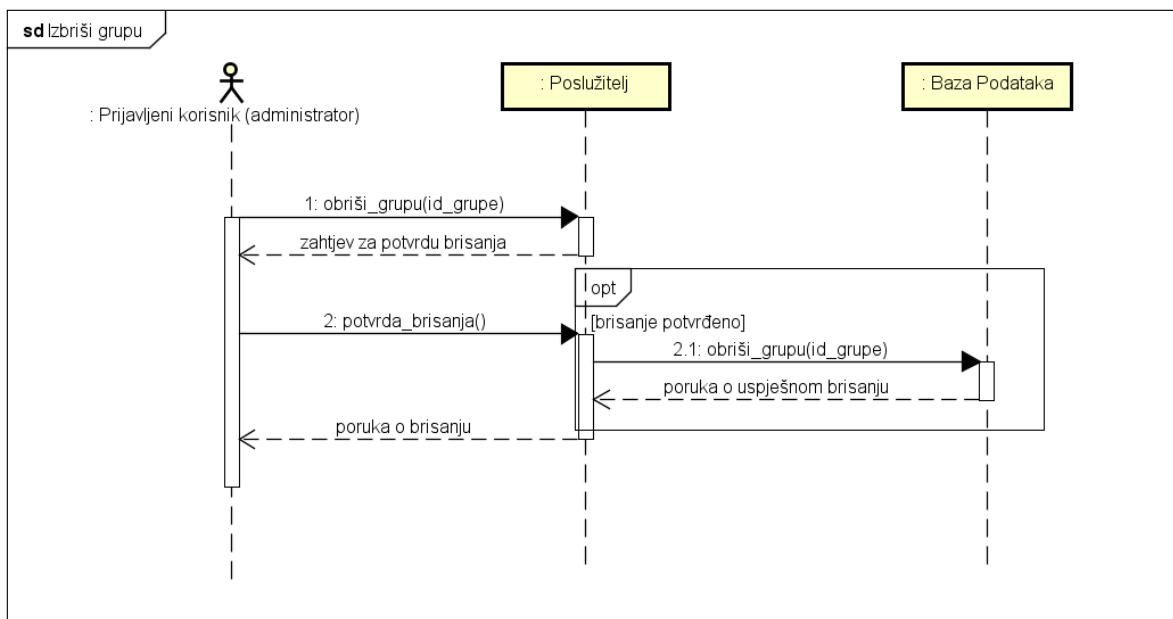 sd Izbriši grupu
: Prijavljeni korisnik (administrator)
: Poslužitelj
: Baza Podataka
1: obriši_grupu(id_grupe)
zahtjev za potvrdu brisanja
opt
2: potvrda_brisanja()
[brisanje potvrđeno]
2.1: obriši_grupu(id_grupe)
poruka o uspješnom brisanju
poruka o brisanju